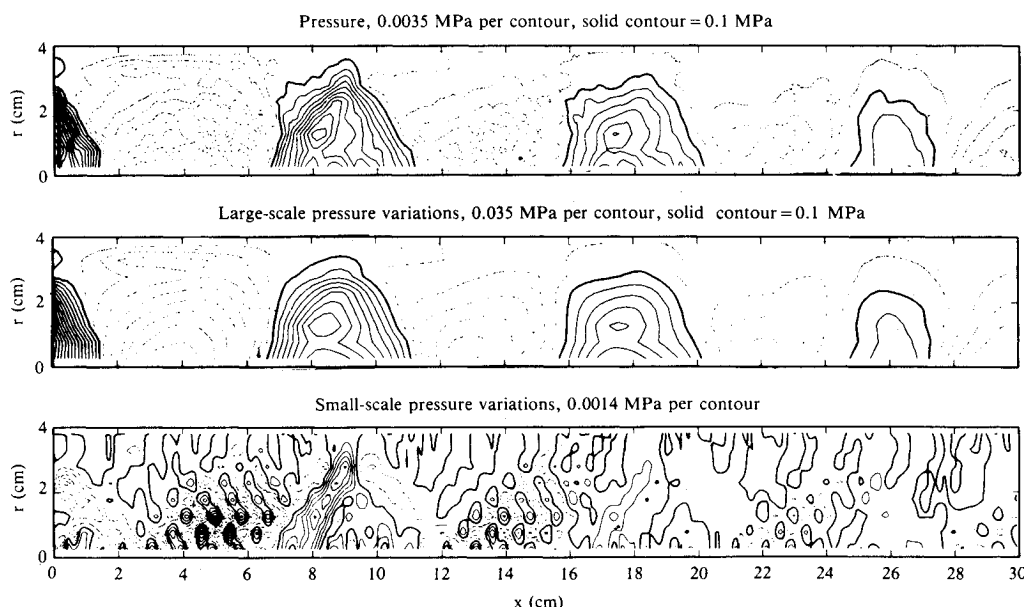 Pressure, 0.0035 MPa per contour, solid contour = 0.1 MPa
4
r (cm)
2
0
Large-scale pressure variations, 0.035 MPa per contour, solid contour = 0.1 MPa
4
r (cm)
2
0
Small-scale pressure variations, 0.0014 MPa per contour
4
r (cm)
2
0
0 2 4 6 8 10 12 14 16 18 20 22 24 26 28 30
x (cm)